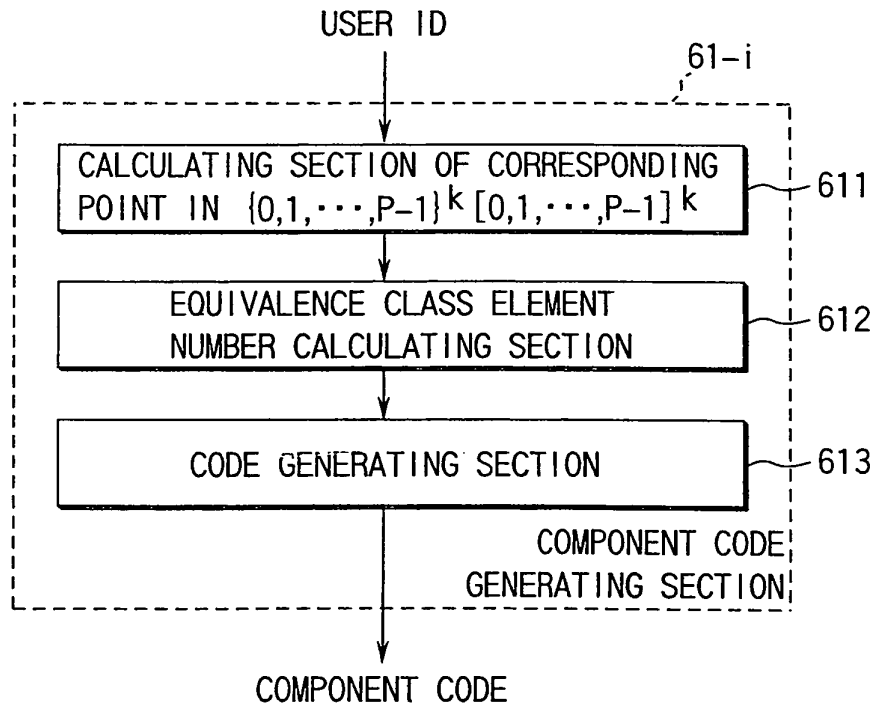 USER ID
61-i
CALCULATING SECTION OF CORRESPONDING
POINT IN {0,1,···,P-1}^k [0,1,···,P-1]^k
611
EQUIVALENCE CLASS ELEMENT
NUMBER CALCULATING SECTION
612
CODE GENERATING SECTION
613
COMPONENT CODE
GENERATING SECTION
COMPONENT CODE